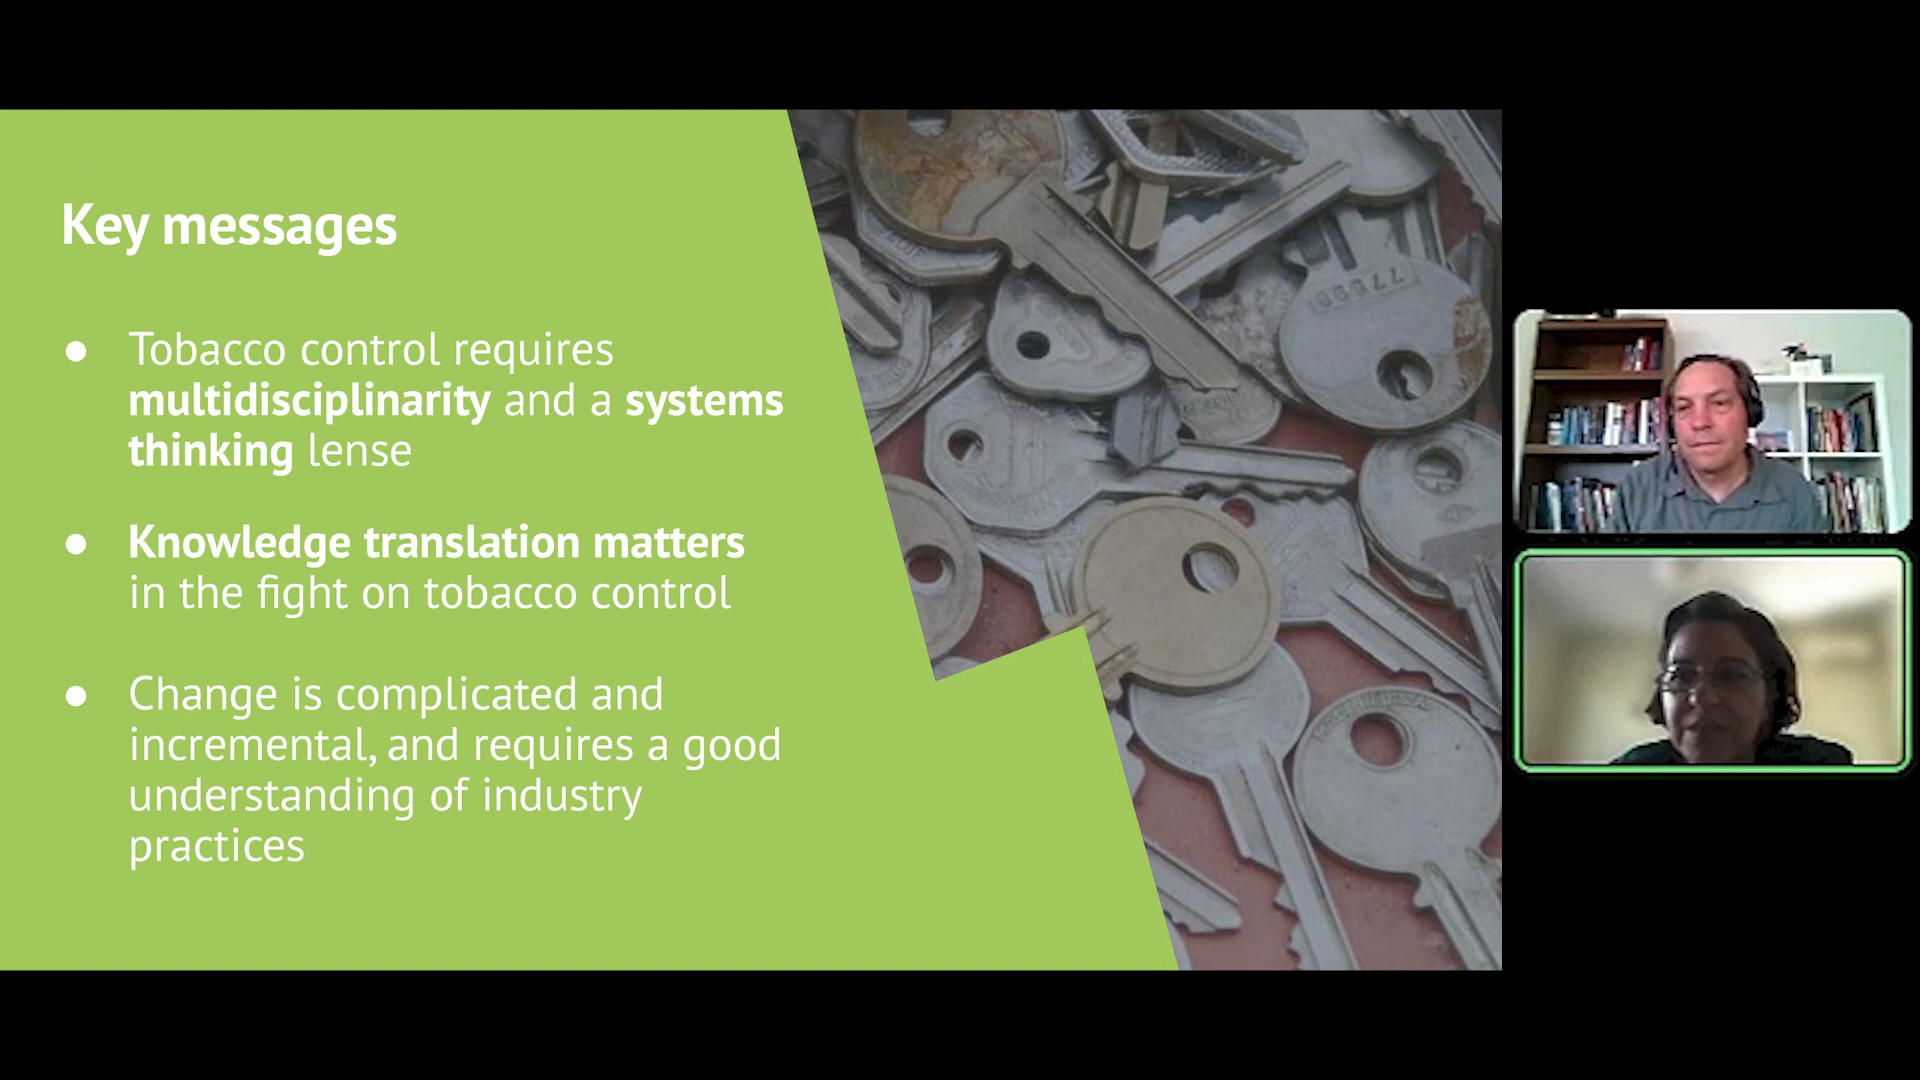 Key messages
● Tobacco control requires
multidisciplinarity and a systems
thinking lense
● Knowledge translation matters
in the fight on tobacco control
● Change is complicated and
incremental, and requires a good
understanding of industry
practices